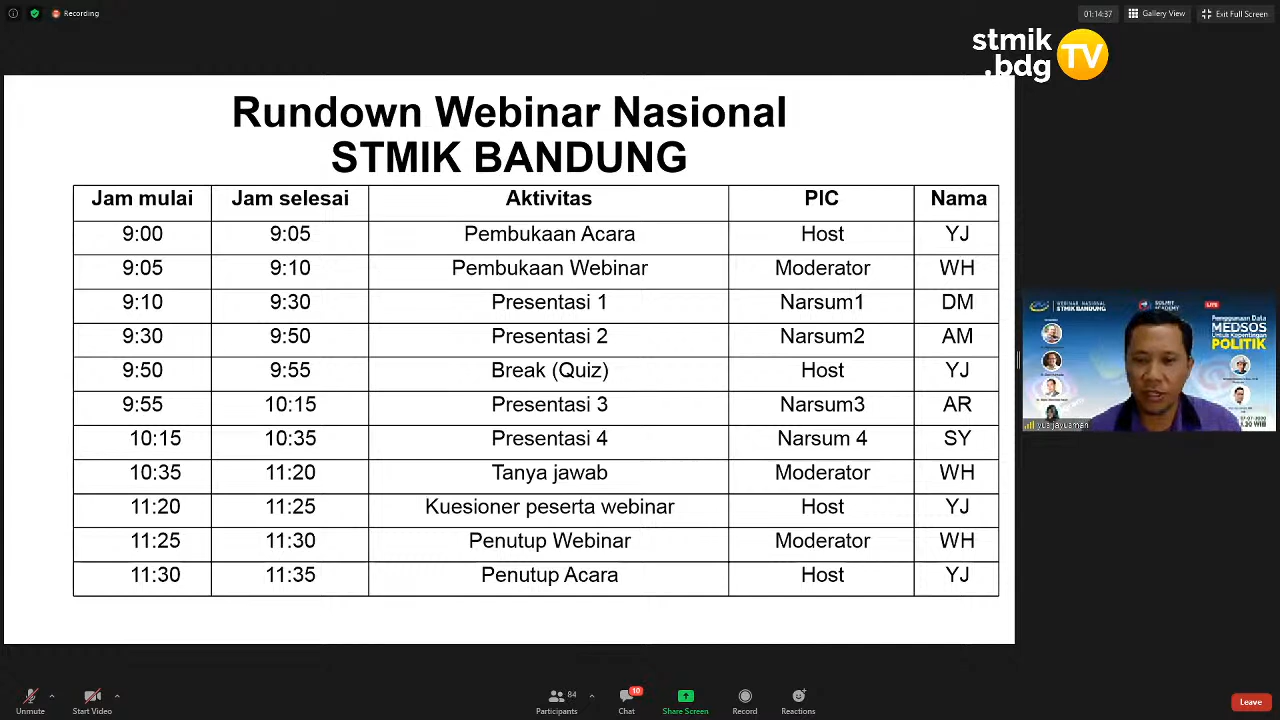 Recording
01:14:37
Gallery View
Exit Full Screen
stmik
.bdg
TV
Rundown Webinar Nasional
STMIK BANDUNG
Jam mulai Jam selesai Aktivitas PIC Nama
9:00 9:05 Pembukaan Acara Host YJ
9:05 9:10 Pembukaan Webinar Moderator WH
9:10 9:30 Presentasi 1 Narsum1 DM
9:30 9:50 Presentasi 2 Narsum2 AM
9:50 9:55 Break (Quiz) Host YJ
9:55 10:15 Presentasi 3 Narsum3 AR
10:15 10:35 Presentasi 4 Narsum 4 SY
10:35 11:20 Tanya jawab Moderator WH
11:20 11:25 Kuesioner peserta webinar Host YJ
11:25 11:30 Penutup Webinar Moderator WH
11:30 11:35 Penutup Acara Host YJ
WEBINAR NASIONAL
STMIK BANDUNG
ACADEMY
LIVE
Penggunaan Data
MEDSOS
Untuk Kepentingan
POLITIK
Unmute
Start Video
84
Participants
10
Chat
Share Screen
Record
Reactions
Leave